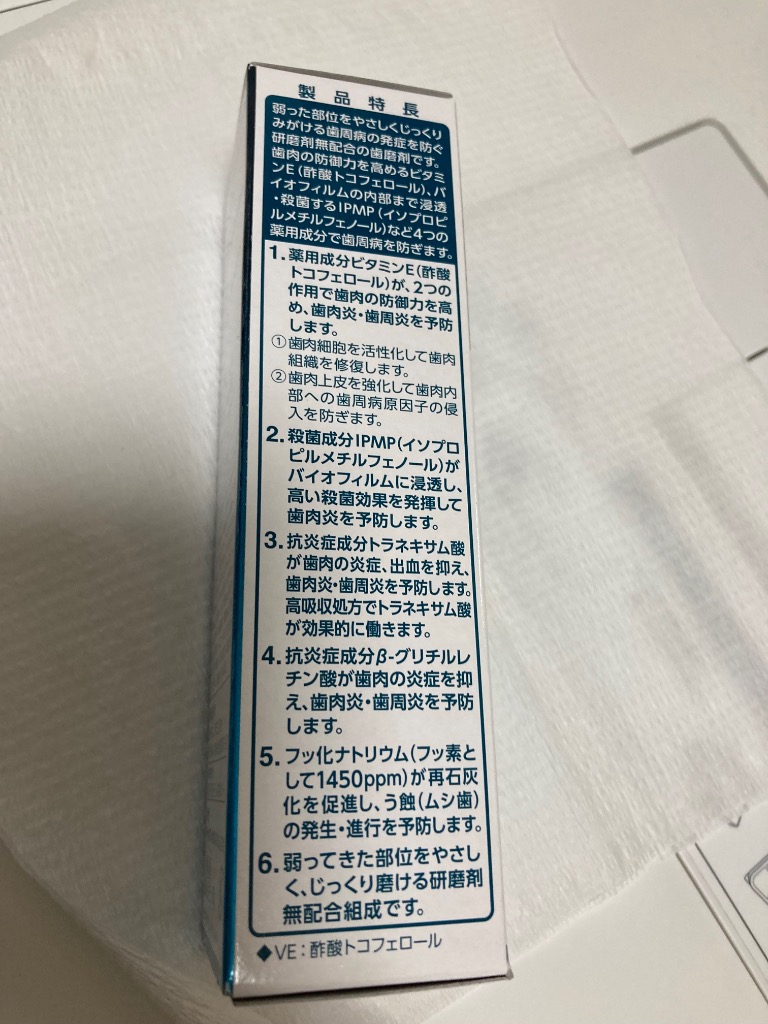 製品特長
弱った部位をやさしくじっくり
みがける歯周病の発症を防ぐ
研磨剤無配合の歯磨剤です。
歯肉の防御力を高めるビタミ
ンE(酢酸トコフェロール)、バ
イオフィルムの内部まで浸透
・殺菌するIPMP(イソプロピ
ルメチルフェノール)など4つの
薬用成分で歯周病を防ぎます。
1.薬用成分ビタミンE(酢酸
トコフェロール)が、2つの
作用で歯肉の防御力を高
め、歯肉炎・歯周炎を予防
します。
①歯肉細胞を活性化して歯肉
組織を修復します。
②歯肉上皮を強化して歯肉内
部への歯周病原因子の侵
入を防ぎます。
2.殺菌成分IPMP(イソプロ
ピルメチルフェノール)が
バイオフィルムに浸透し、
高い殺菌効果を発揮して
歯肉炎を予防します。
3.抗炎症成分トラネキサム酸
が歯肉の炎症、出血を抑え、
歯肉炎・歯周炎を予防します。
高吸収処方でトラネキサム酸
が効果的に働きます。
4.抗炎症成分β-グリチルレ
チン酸が歯肉の炎症を抑
え、歯肉炎・歯周炎を予防
します。
5.フッ化ナトリウム(フッ素と
して1450ppm)が再石灰
化を促進し、う蝕(ムシ歯)
の発生・進行を予防します。
6.弱ってきた部位をやさし
く、じっくり磨ける研磨剤
無配合組成です。
◆VE:酢酸トコフェロール